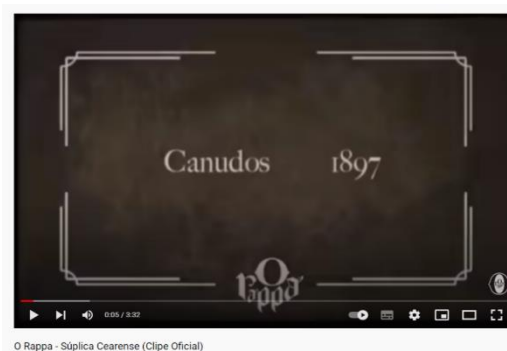 Canudos 1897
O
rappa
0:05 / 3:32
O Rappa - Súplica Cearense (Clipe Oficial)